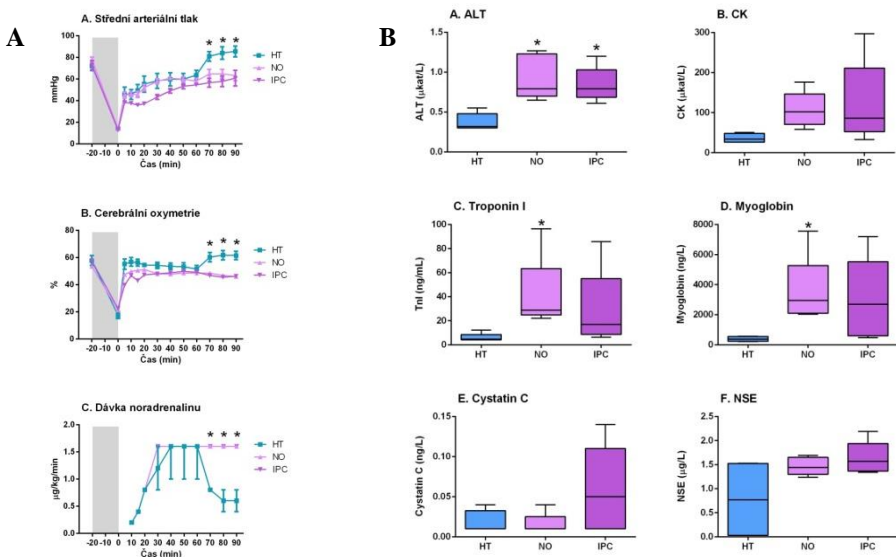 A
A. Střední arteriální tlak
mmHg
100
80
60
40
20
0
-20 -10 0 10 20 30 40 50 60 70 80 90
Čas (min)
* * *
HT
NO
IPC
B. Cerebrální oxymetrie
%
80
60
40
20
0
-20 -10 0 10 20 30 40 50 60 70 80 90
Čas (min)
* * *
HT
NO
IPC
C. Dávka noradrenalinu
µg/kg/min
2.0
1.5
1.0
0.5
0.0
-20 -10 0 10 20 30 40 50 60 70 80 90
Čas (min)
* * *
HT
NO
IPC
B
A. ALT
ALT (µkat/L)
1.5
1.0
0.5
0.0
* *
HT NO IPC
B. CK
CK (µkat/L)
300
200
100
0
HT NO IPC
C. Troponin I
TnI (ng/mL)
100
80
60
40
20
0
*
HT NO IPC
D. Myoglobin
Myoglobin (ng/L)
8000
6000
4000
2000
0
*
HT NO IPC
E. Cystatin C
Cystatin C (ng/L)
0.15
0.10
0.05
0.00
HT NO IPC
F. NSE
NSE (µg/L)
2.5
2.0
1.5
1.0
0.5
0.0
HT NO IPC